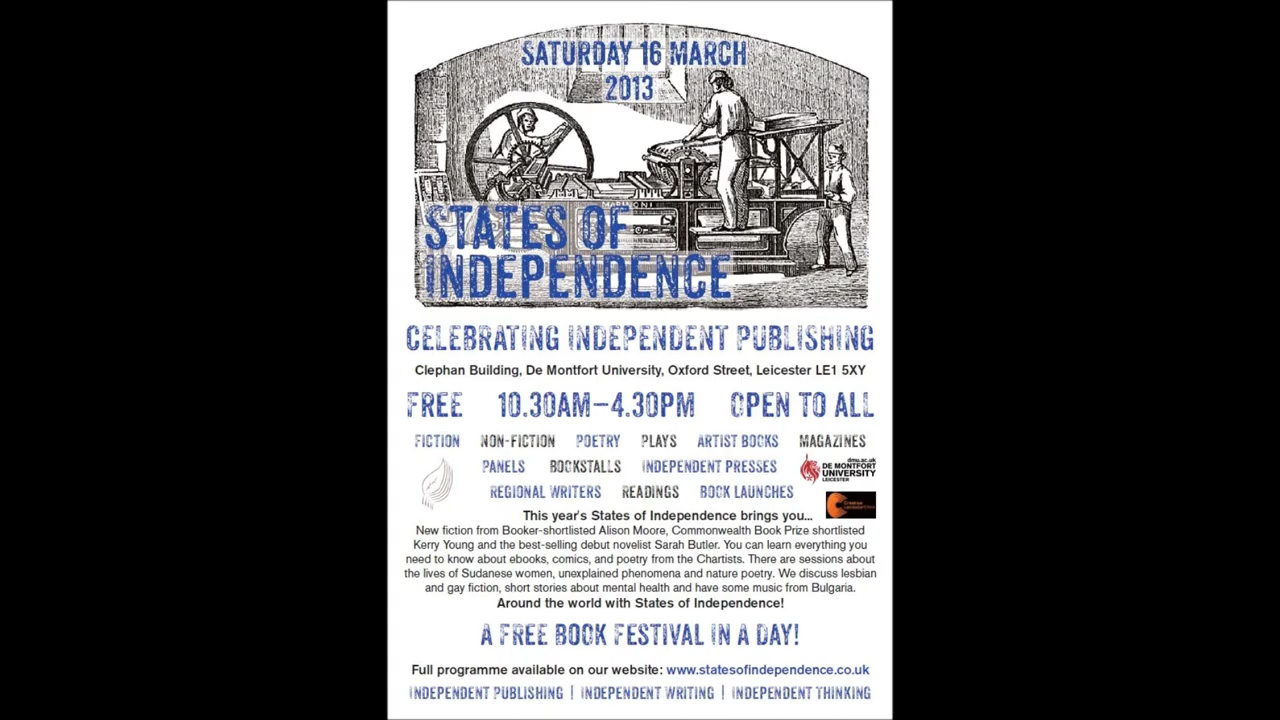 SATURDAY 16 MARCH
2013
MARINONI
STATES OF
INDEPENDENCE
CELEBRATING INDEPENDENT PUBLISHING
Clephan Building, De Montfort University, Oxford Street, Leicester LE1 5XY
FREE 10.30AM–4.30PM OPEN TO ALL
FICTION NON-FICTION POETRY PLAYS ARTIST BOOKS MAGAZINES
PANELS BOOKSTALLS INDEPENDENT PRESSES
dmu.ac.uk
DE MONTFORT
UNIVERSITY
LEICESTER
REGIONAL WRITERS READINGS BOOK LAUNCHES
Creative
This year's States of Independence brings you...
New fiction from Booker-shortlisted Alison Moore, Commonwealth Book Prize shortlisted
Kerry Young and the best-selling debut novelist Sarah Butler. You can learn everything you
need to know about ebooks, comics, and poetry from the Chartists. There are sessions about
the lives of Sudanese women, unexplained phenomena and nature poetry. We discuss lesbian
and gay fiction, short stories about mental health and have some music from Bulgaria.
Around the world with States of Independence!
A FREE BOOK FESTIVAL IN A DAY!
Full programme available on our website: www.statesofindependence.co.uk
INDEPENDENT PUBLISHING | INDEPENDENT WRITING | INDEPENDENT THINKING